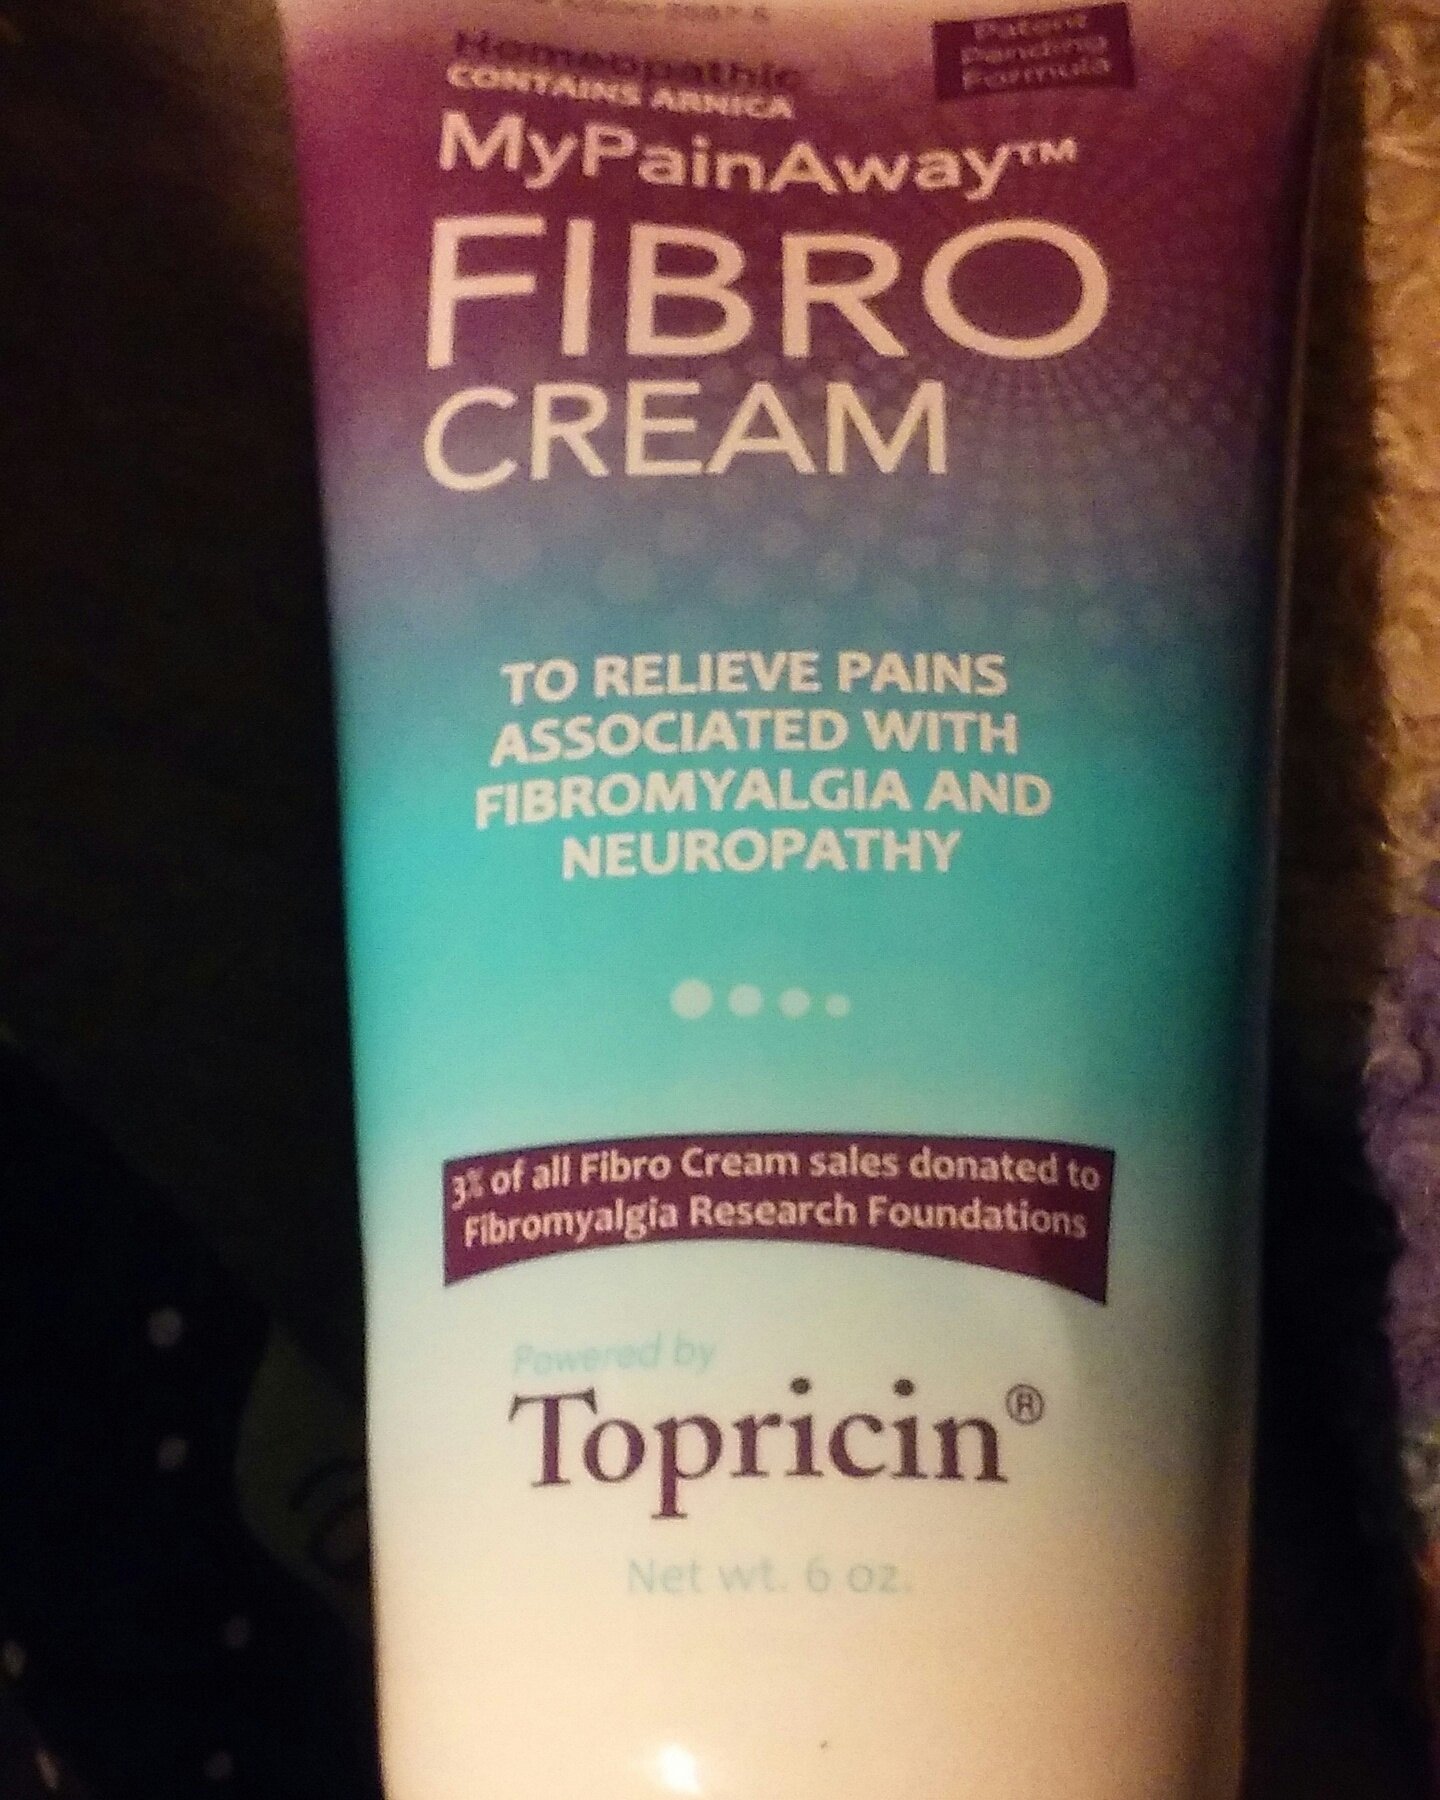 Homeopathic
CONTAINS ARNICA
Patent
Pending
Formula
MyPainAway™
FIBRO
CREAM
TO RELIEVE PAINS
ASSOCIATED WITH
FIBROMYALGIA AND
NEUROPATHY
3% of all Fibro Cream sales donated to
Fibromyalgia Research Foundations
Powered by
Topricin®
Net wt. 6 oz.